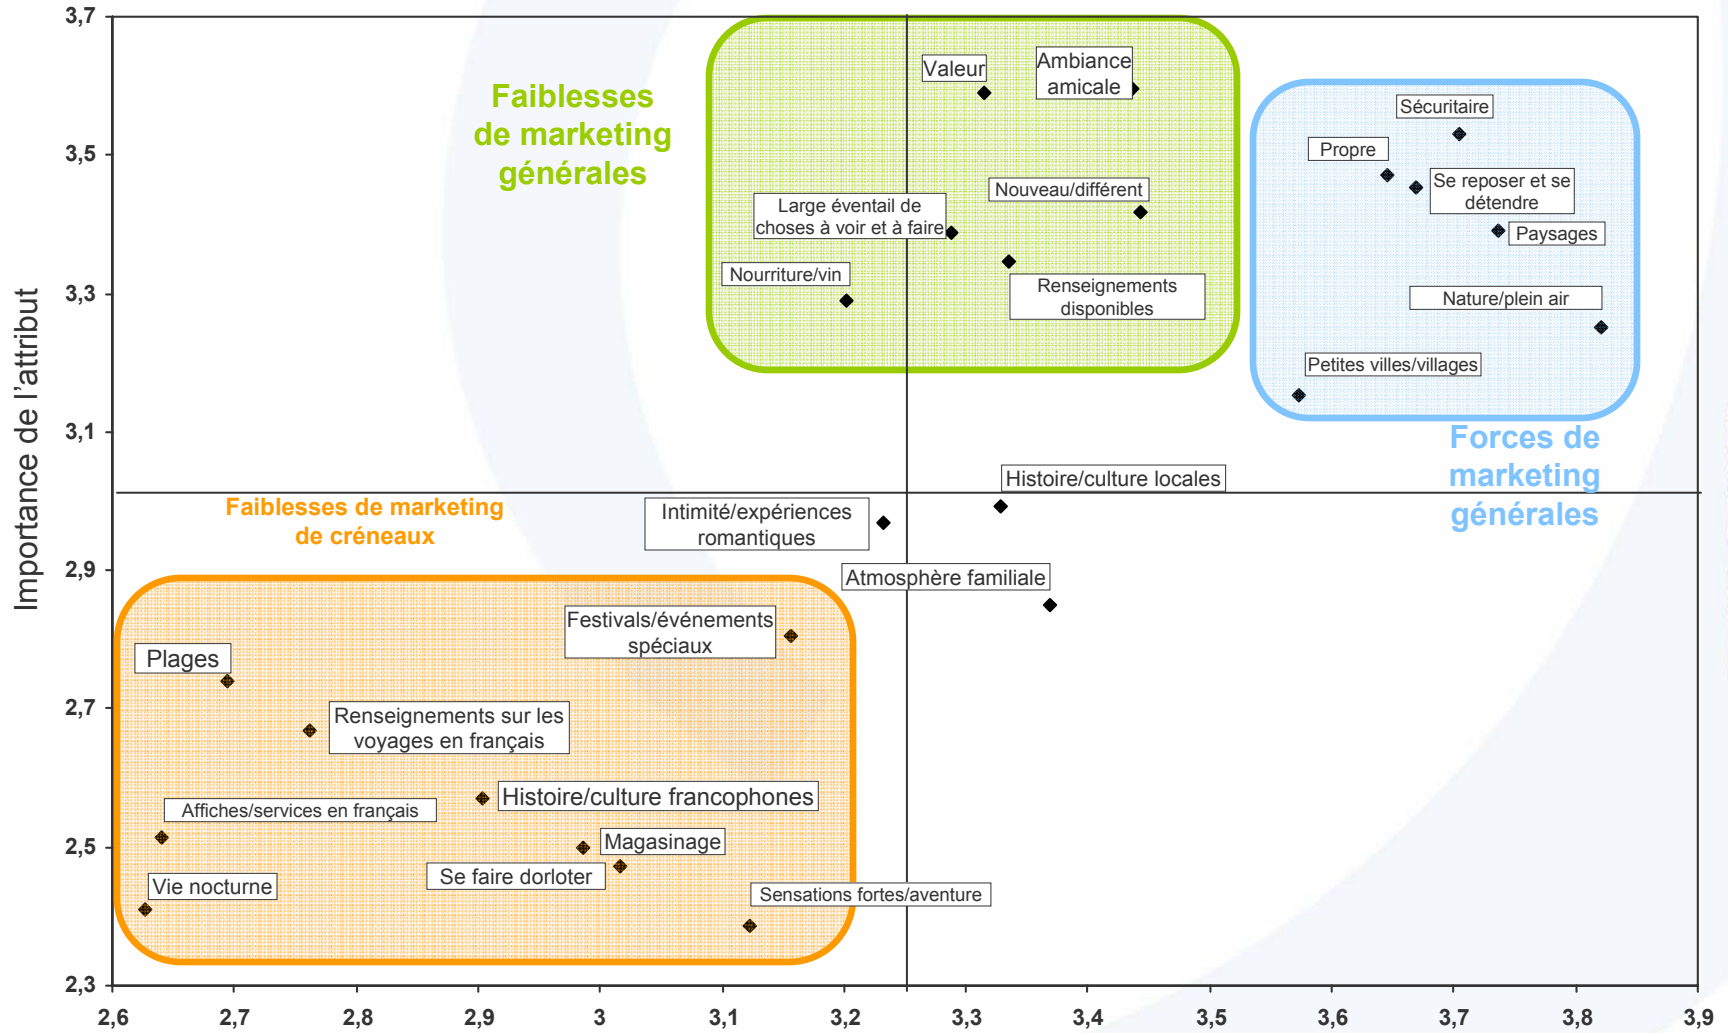 3,7
Valeur
Ambiance
amicale
Faiblesses
de marketing
générales
Sécuritaire
Propre
3,5
Se reposer et se
détendre
Nouveau/différent
Large éventail de
choses à voir et à faire
Paysages
Nourriture/vin
Renseignements
disponibles
Nature/plein air
3,3
Petites villes/villages
3,1
Forces de
marketing
générales
Importance de l'attribut
Histoire/culture locales
Faiblesses de marketing
de créneaux
Intimité/expériences
romantiques
2,9
Atmosphère familiale
Festivals/événements
spéciaux
Plages
2,7
Renseignements sur les
voyages en français
Histoire/culture francophones
Affiches/services en français
2,5
Magasinage
Se faire dorloter
Vie nocturne
Sensations fortes/aventure
2,3
2,6 2,7 2,8 2,9 3 3,1 3,2 3,3 3,4 3,5 3,6 3,7 3,8 3,9